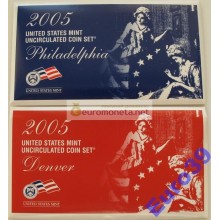 2005
UNITED STATES MINT
UNCIRCULATED COIN SET®
Philadelphia
UNITED STATES MINT
euromoneta.net
2005
UNITED STATES MINT
UNCIRCULATED COIN SET®
Denver
UNITED STATES MINT